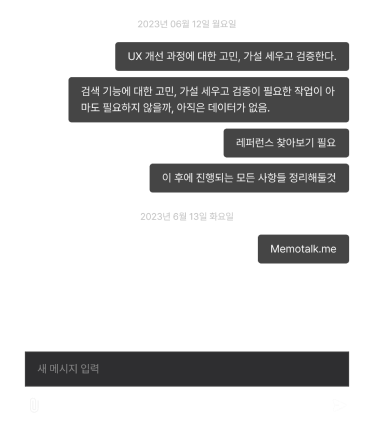 2023년 06월 12일 월요일
UX 개선 과정에 대한 고민, 가설 세우고 검증한다.
검색 기능에 대한 고민, 가설 세우고 검증이 필요한 작업이 아
마도 필요하지 않을까, 아직은 데이터가 없음.
레퍼런스 찾아보기 필요
이 후에 진행되는 모든 사항들 정리해둘것
2023년 6월 13일 화요일
Memotalk.me
새 메시지 입력